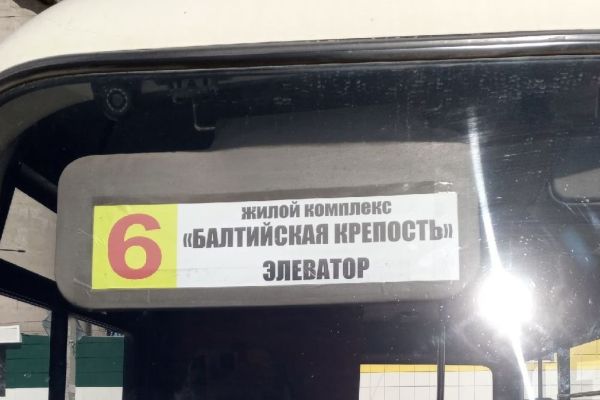 6
ЖИЛОЙ КОМПЛЕКС
«БАЛТИЙСКАЯ КРЕПОСТЬ»
ЭЛЕВАТОР